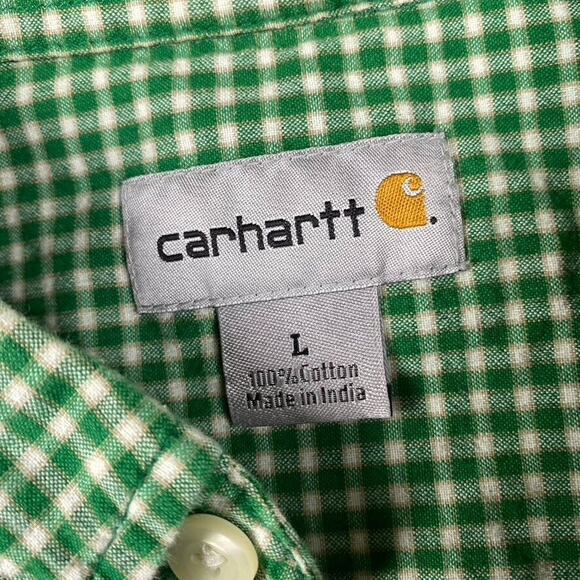 carhartt
L
100% Cotton
Made in India